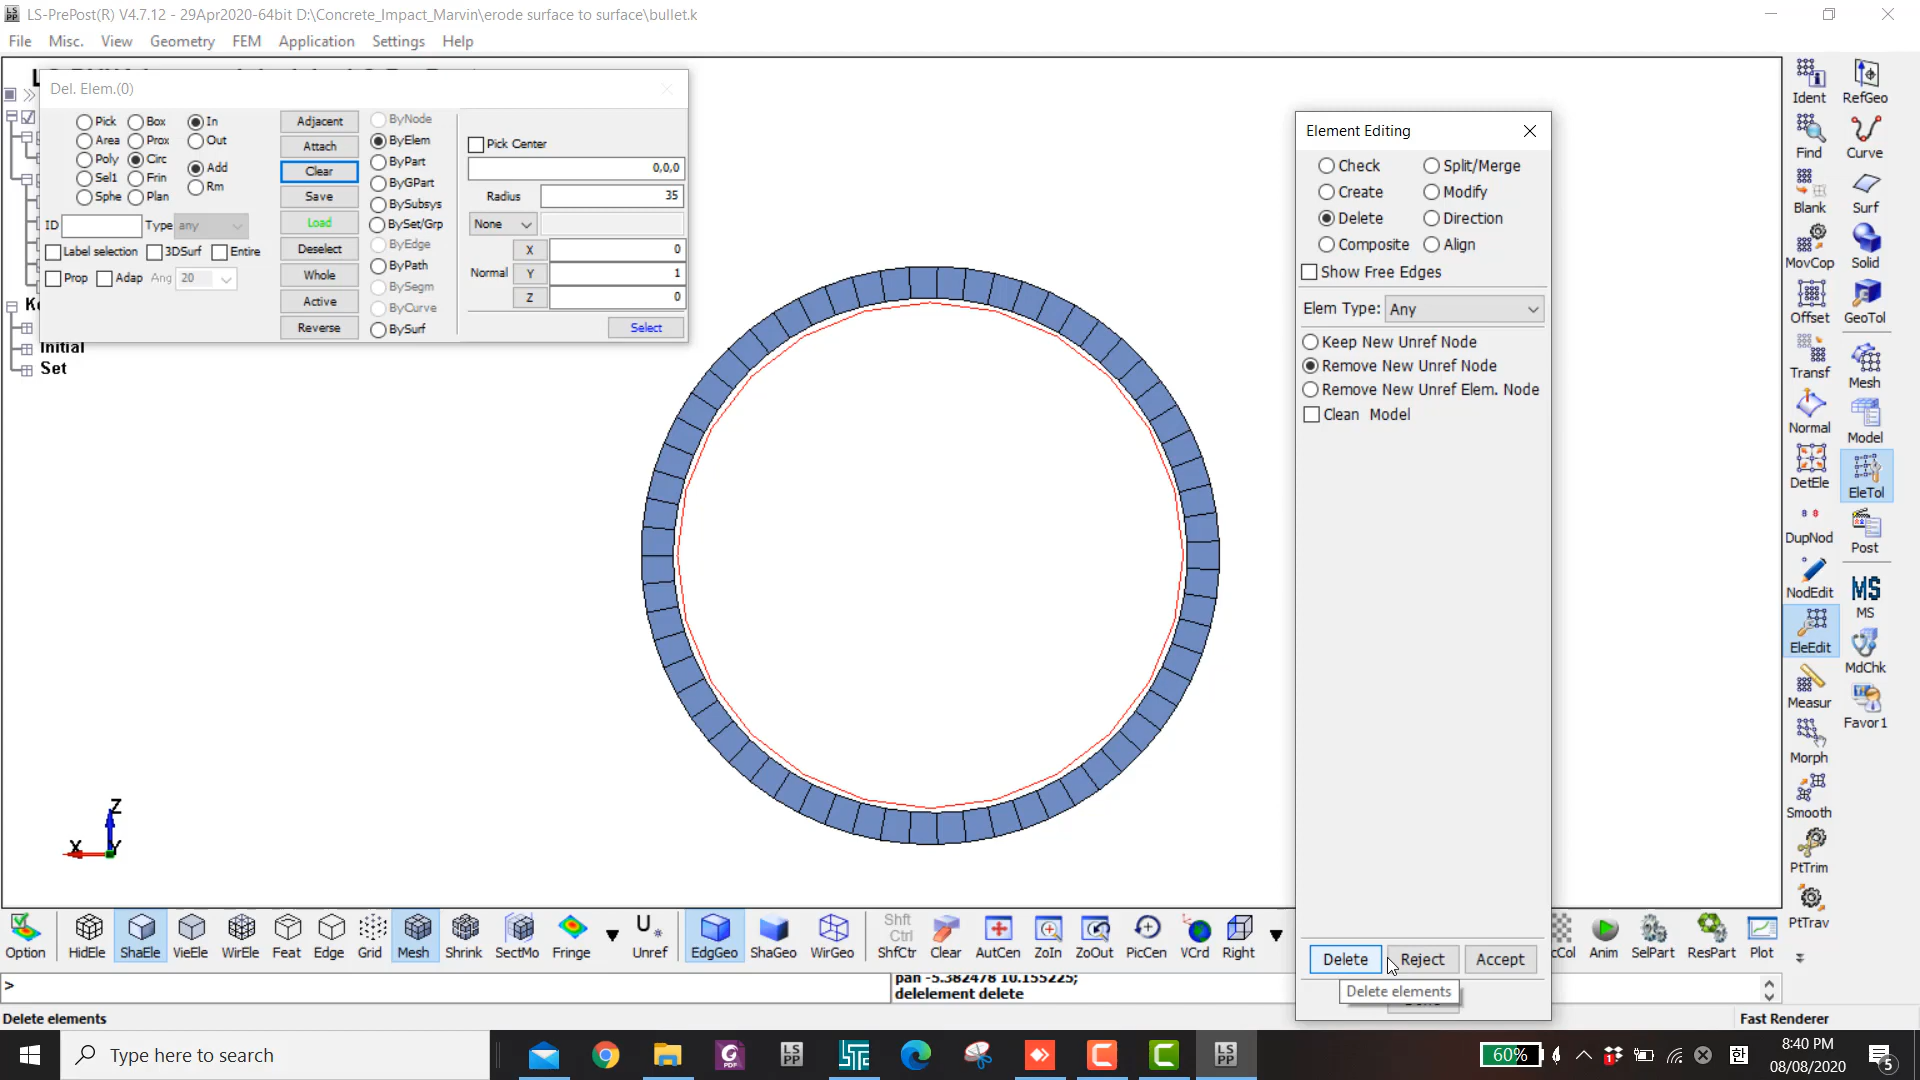 LS-PrePost(R) V4.7.12 - 29Apr2020-64bit D:\Concrete_Impact_Marvin\erode surface to surface\bullet.k
File Misc. View Geometry FEM Application Settings Help
Del. Elem.(0)
Pick Box In Adjacent ByNode
Area Prox Out Attach ByElem
Poly Circ Add Clear ByPart
Sel1 Frin Rm Save ByGPart
Sphe Plan Load BySubsys
ID Type any Deselect BySet/Grp
Label selection 3DSurf Entire Whole ByEdge
Prop Adap Ang 20 Active ByPath
Reverse BySegm
ByCurve
BySurf
Pick Center
0,0,0
Radius 35
None
X 0
Normal Y 1
Z 0
Select
Initial
Set
Element Editing
Check Split/Merge
Create Modify
Delete Direction
Composite Align
Show Free Edges
Elem Type: Any
Keep New Unref Node
Remove New Unref Node
Remove New Unref Elem. Node
Clean Model
Delete Reject Accept
Delete elements
Ident RefGeo
Find Curve
Blank Surf
MovCop Solid
Offset GeoTol
Transf Mesh
Normal Model
DetEle EleTol
DupNod Post
NodEdit MS
EleEdit MdChk
Measur Favor1
Morph
Smooth
PtTrim
PtTrav
Z
X Y
Option HidEle ShaEle VieEle WirEle Feat Edge Grid Mesh Shrink SectMo Fringe Unref EdgGeo ShaGeo WirGeo Shft Ctrl ShfCtr Clear AutCen ZoIn ZoOut PicCen VCrd Right cCol Anim SelPart ResPart Plot
>
pan -5.382478 10.155225;
delelement delete
Delete elements
Fast Renderer
Type here to search
60%
한
8:40 PM
08/08/2020
5